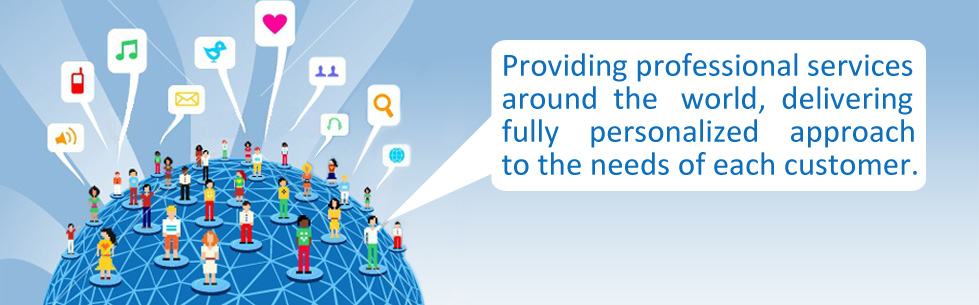 Providing professional services
around the world, delivering
fully personalized approach
to the needs of each customer.